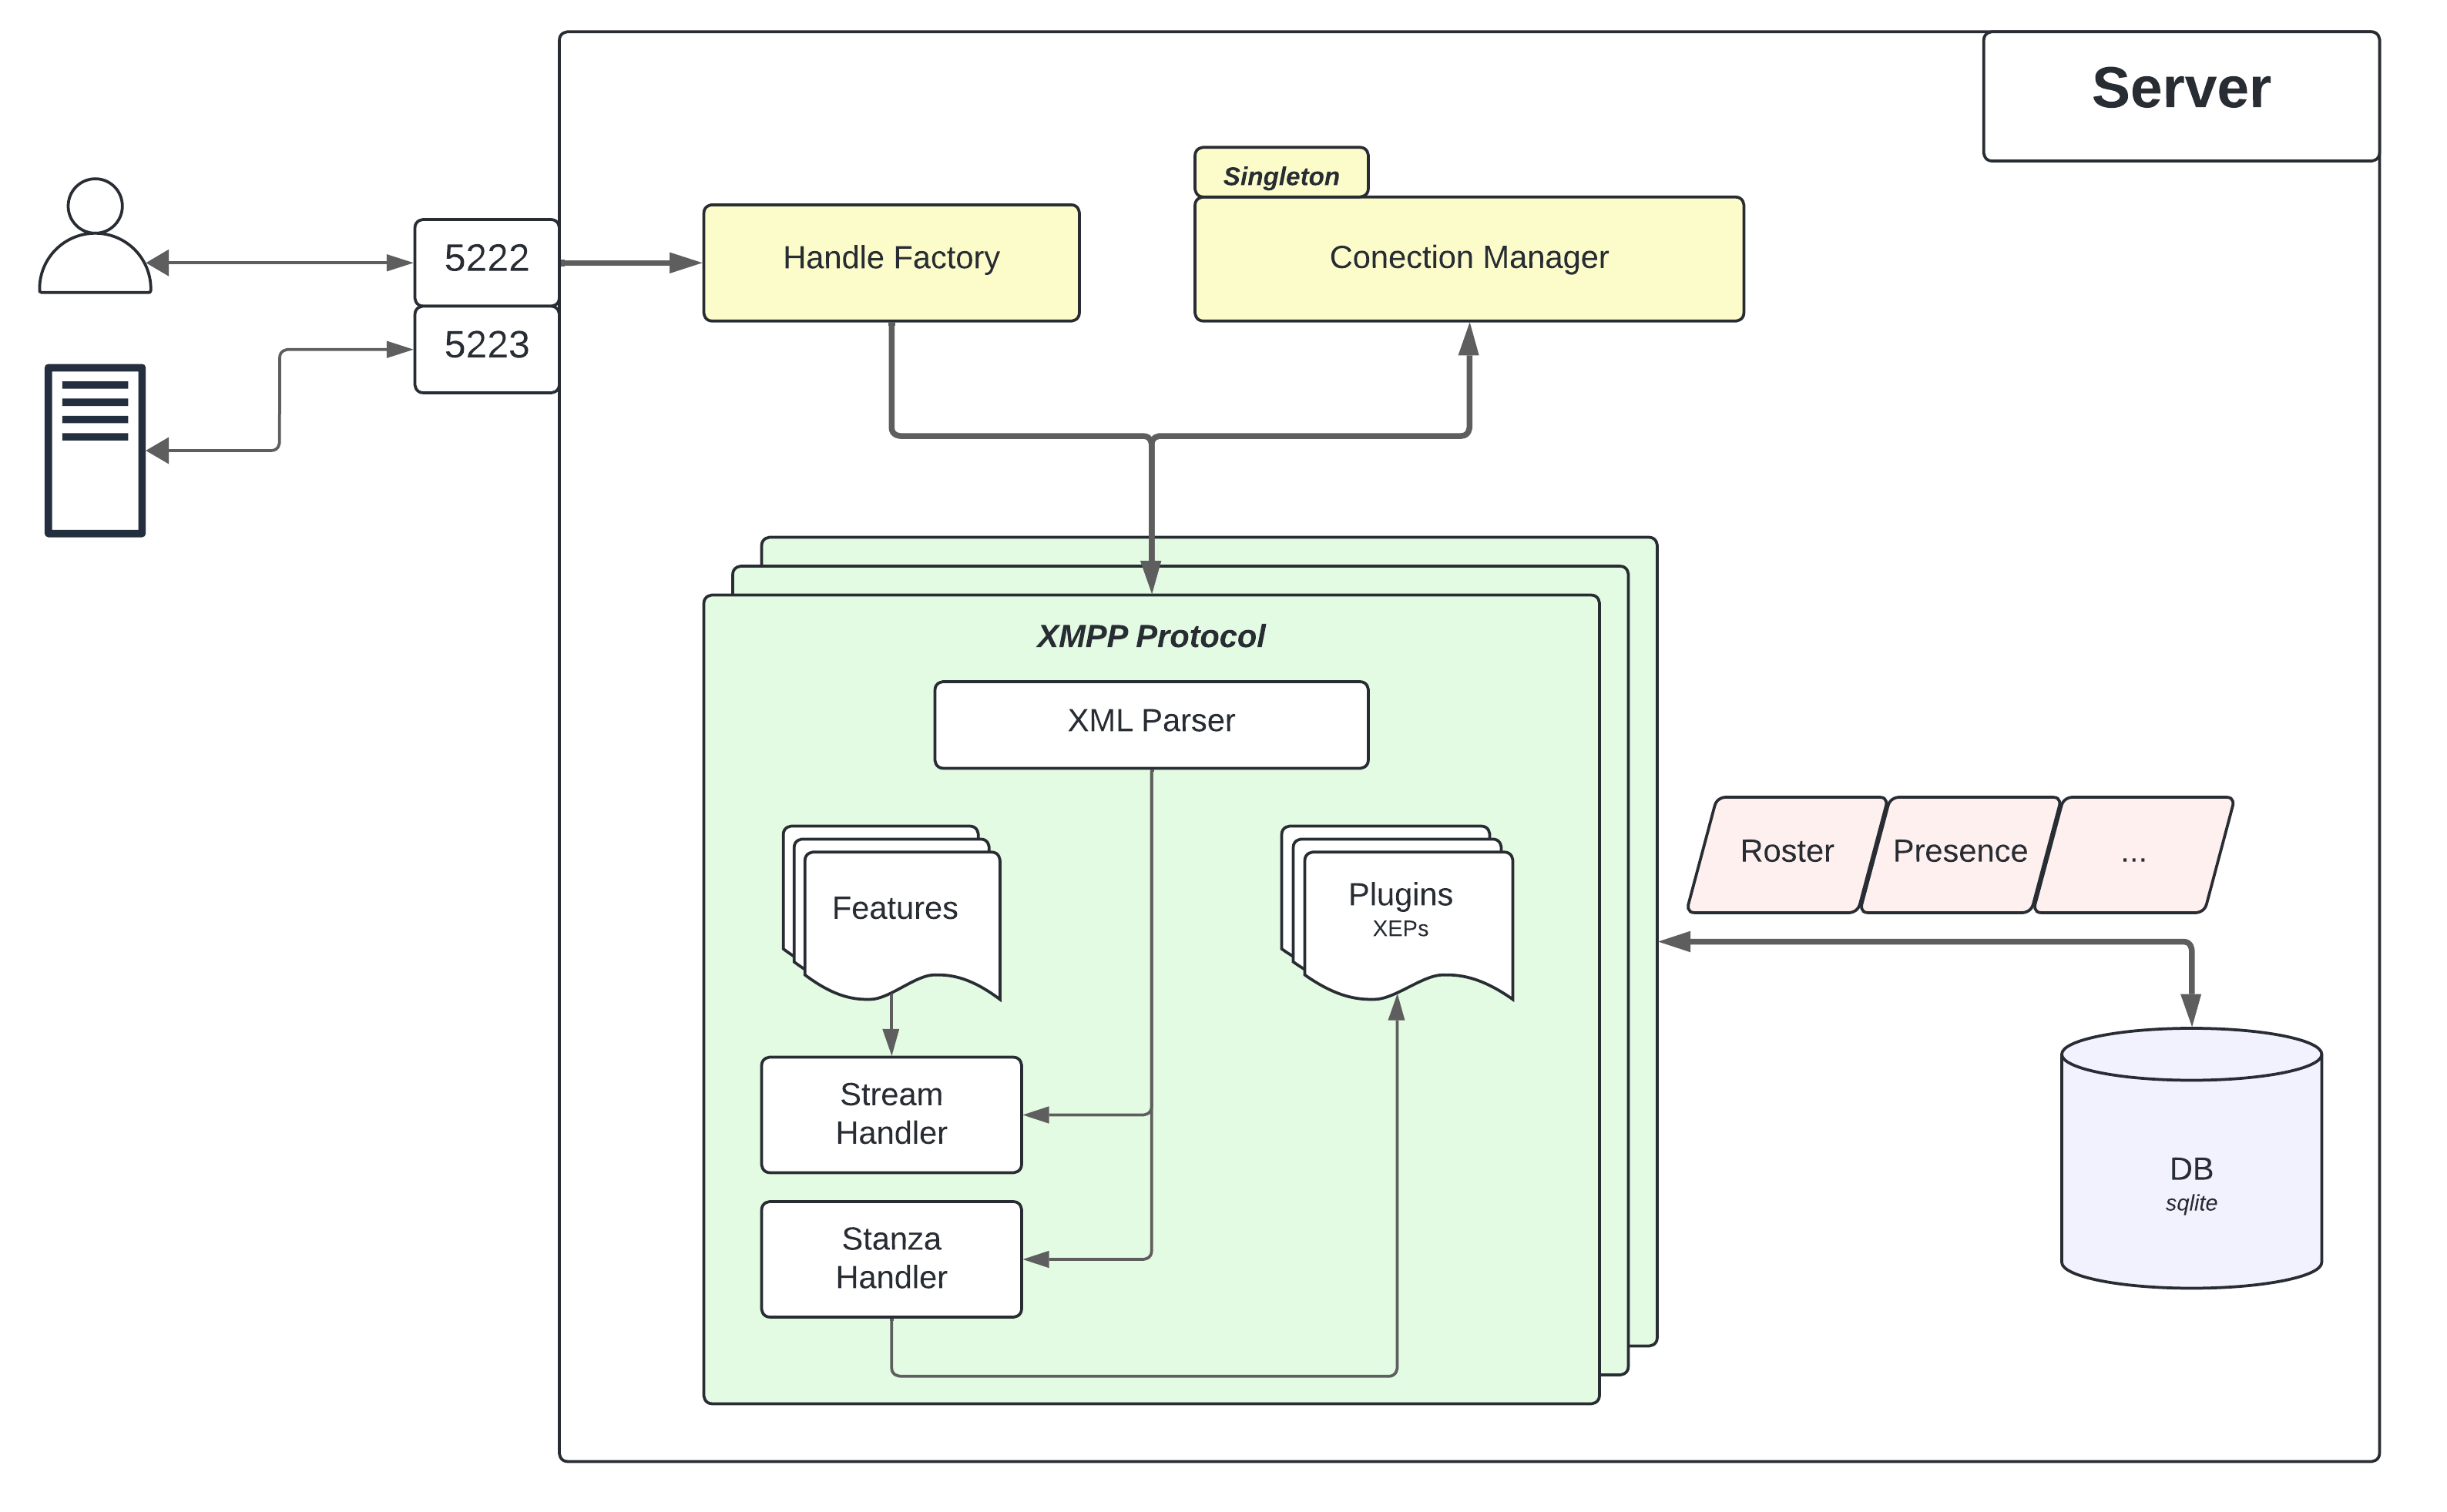 Server
Singleton
5222
Handle Factory
Conection Manager
5223
XMPP Protocol
XML Parser
Features
Plugins
XEPs
Roster
Presence
...
Stream
Handler
Stanza
Handler
DB
sqlite